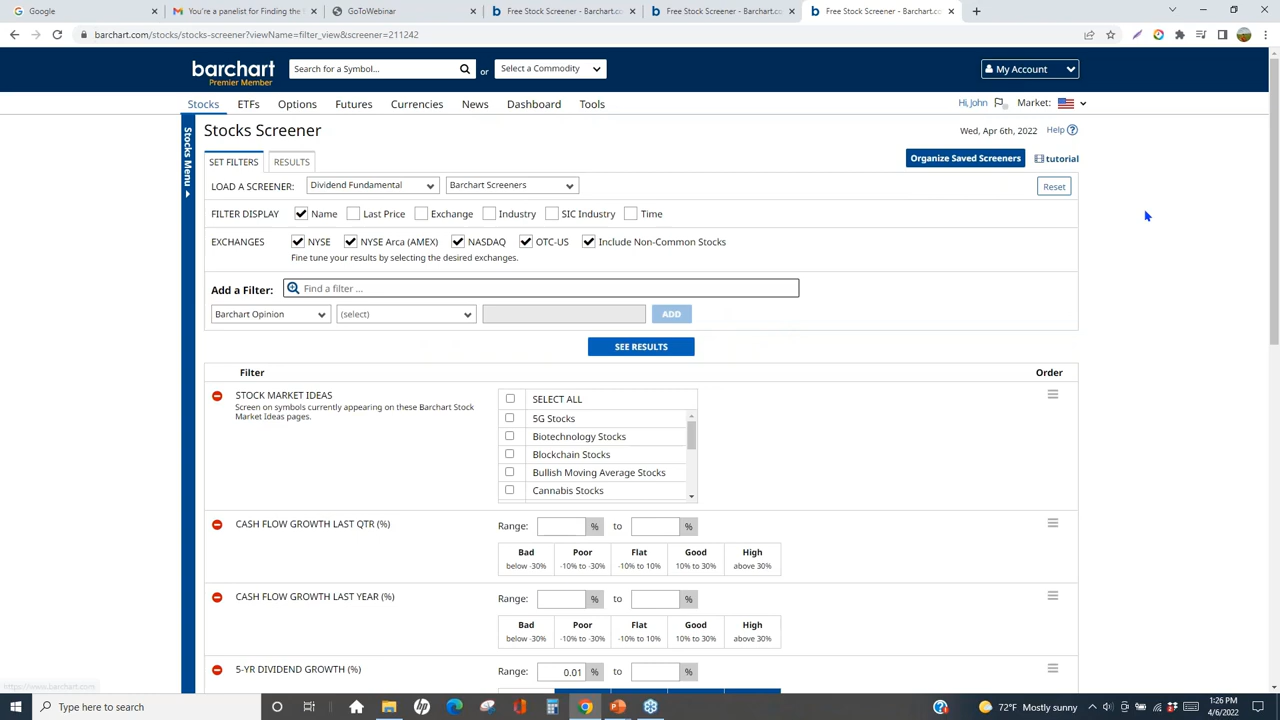 Google
You're a panelist for Finding the
GoToWebinar
Free Stock Screener - Barchart.co
Free Stock Screener - Barchart.co
Free Stock Screener - Barchart.co
barchart.com/stocks/stocks-screener?viewName=filter_view&screener=211242
barchart
Premier Member
Search for a Symbol...
or
Select a Commodity
My Account
Stocks ETFs Options Futures Currencies News Dashboard Tools
Hi, John Market:
Stocks Menu
Stocks Screener
Wed, Apr 6th, 2022 Help ?
SET FILTERS RESULTS
Organize Saved Screeners tutorial
LOAD A SCREENER: Dividend Fundamental Barchart Screeners Reset
FILTER DISPLAY Name Last Price Exchange Industry SIC Industry Time
EXCHANGES NYSE NYSE Arca (AMEX) NASDAQ OTC-US Include Non-Common Stocks
Fine tune your results by selecting the desired exchanges.
Add a Filter: Find a filter ...
Barchart Opinion (select) ADD
SEE RESULTS
Filter Order
STOCK MARKET IDEAS
Screen on symbols currently appearing on these Barchart Stock
Market Ideas pages.
SELECT ALL
5G Stocks
Biotechnology Stocks
Blockchain Stocks
Bullish Moving Average Stocks
Cannabis Stocks
CASH FLOW GROWTH LAST QTR (%) Range: % to %
Bad Poor Flat Good High
below -30% -10% to -30% -10% to 10% 10% to 30% above 30%
CASH FLOW GROWTH LAST YEAR (%) Range: % to %
Bad Poor Flat Good High
below -30% -10% to -30% -10% to 10% 10% to 30% above 30%
5-YR DIVIDEND GROWTH (%) Range: 0.01 % to %
https://www.barchart.com
Type here to search
72°F Mostly sunny
1:26 PM
4/6/2022